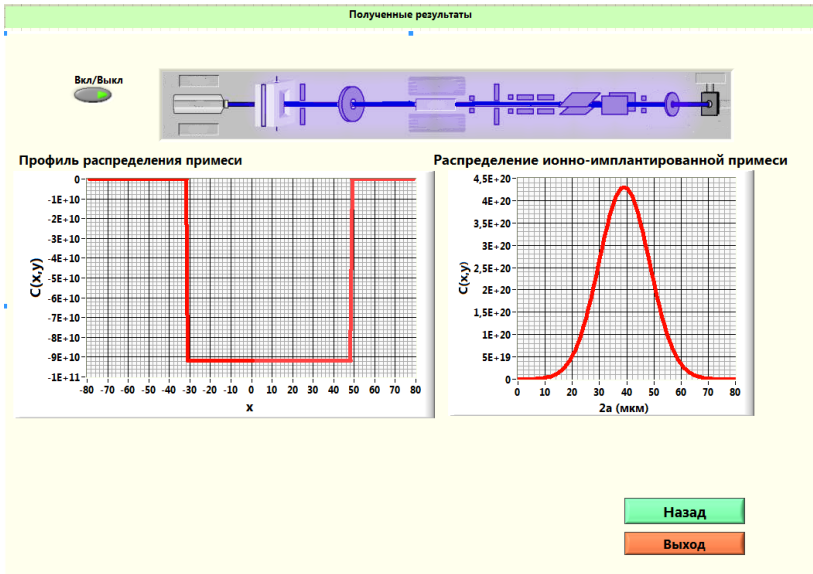 Полученные результаты
Вкл/Выкл
Профиль распределения примеси
Распределение ионно-имплантированной примеси
C(x,y)
0
-1E+10
-2E+10
-3E+10
-4E+10
-5E+10
-6E+10
-7E+10
-8E+10
-9E+10
-1E+11
-80 -70 -60 -50 -40 -30 -20 -10 0 10 20 30 40 50 60 70 80
x
C(x,y)
4,5E+20
4E+20
3,5E+20
3E+20
2,5E+20
2E+20
1,5E+20
1E+20
5E+19
0
0 10 20 30 40 50 60 70 80
2a (мкм)
Назад
Выход